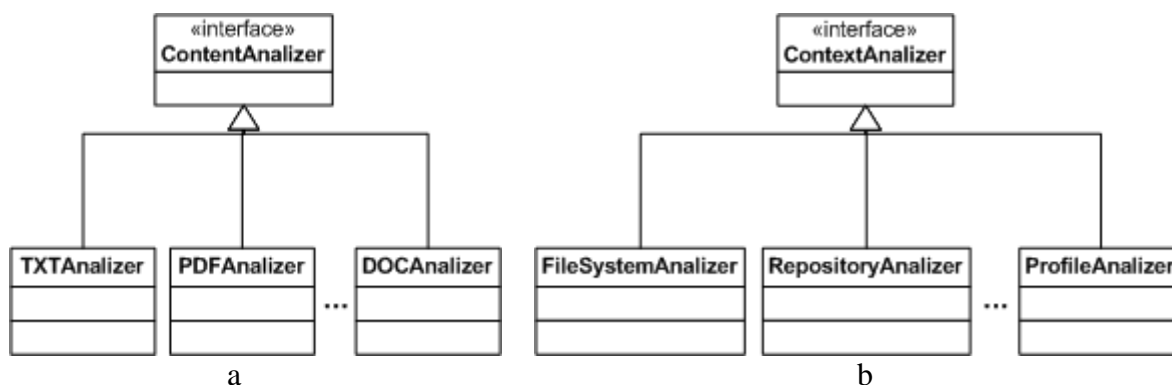 «interface»
ContentAnalizer
«interface»
ContextAnalizer
TXTAnalizer
PDFAnalizer
...
DOCAnalizer
FileSystemAnalizer
RepositoryAnalizer
...
ProfileAnalizer
a
b